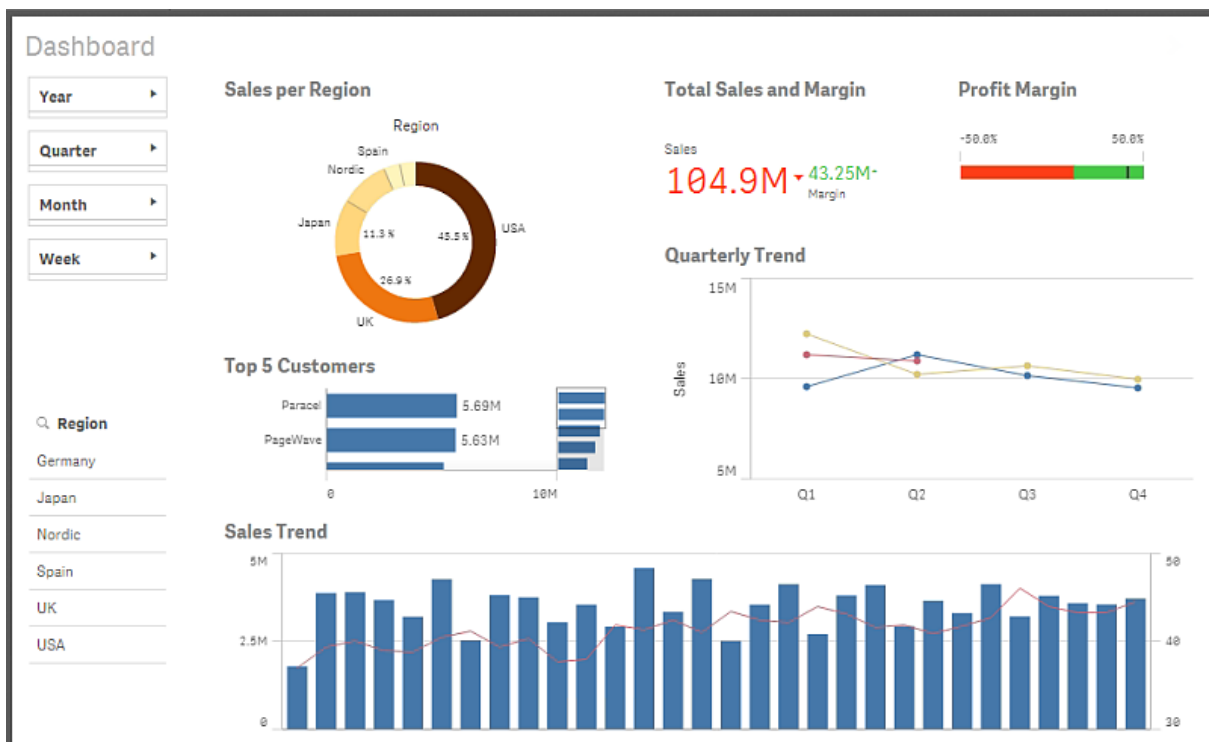 Dashboard
Year
Quarter
Month
Week
Region
Germany
Japan
Nordic
Spain
UK
USA
Sales per Region
Region
Spain
Nordic
Japan
USA
UK
11.3 %
45.5 %
26.9 %
Total Sales and Margin
Sales
104.9M
43.25M-
Margin
Profit Margin
-50.0% 50.0%
Quarterly Trend
Sales
15M
10M
5M
Q1 Q2 Q3 Q4
Top 5 Customers
Paracel 5.69M
PageWave 5.63M
0 10M
Sales Trend
5M
2.5M
0
50
40
30